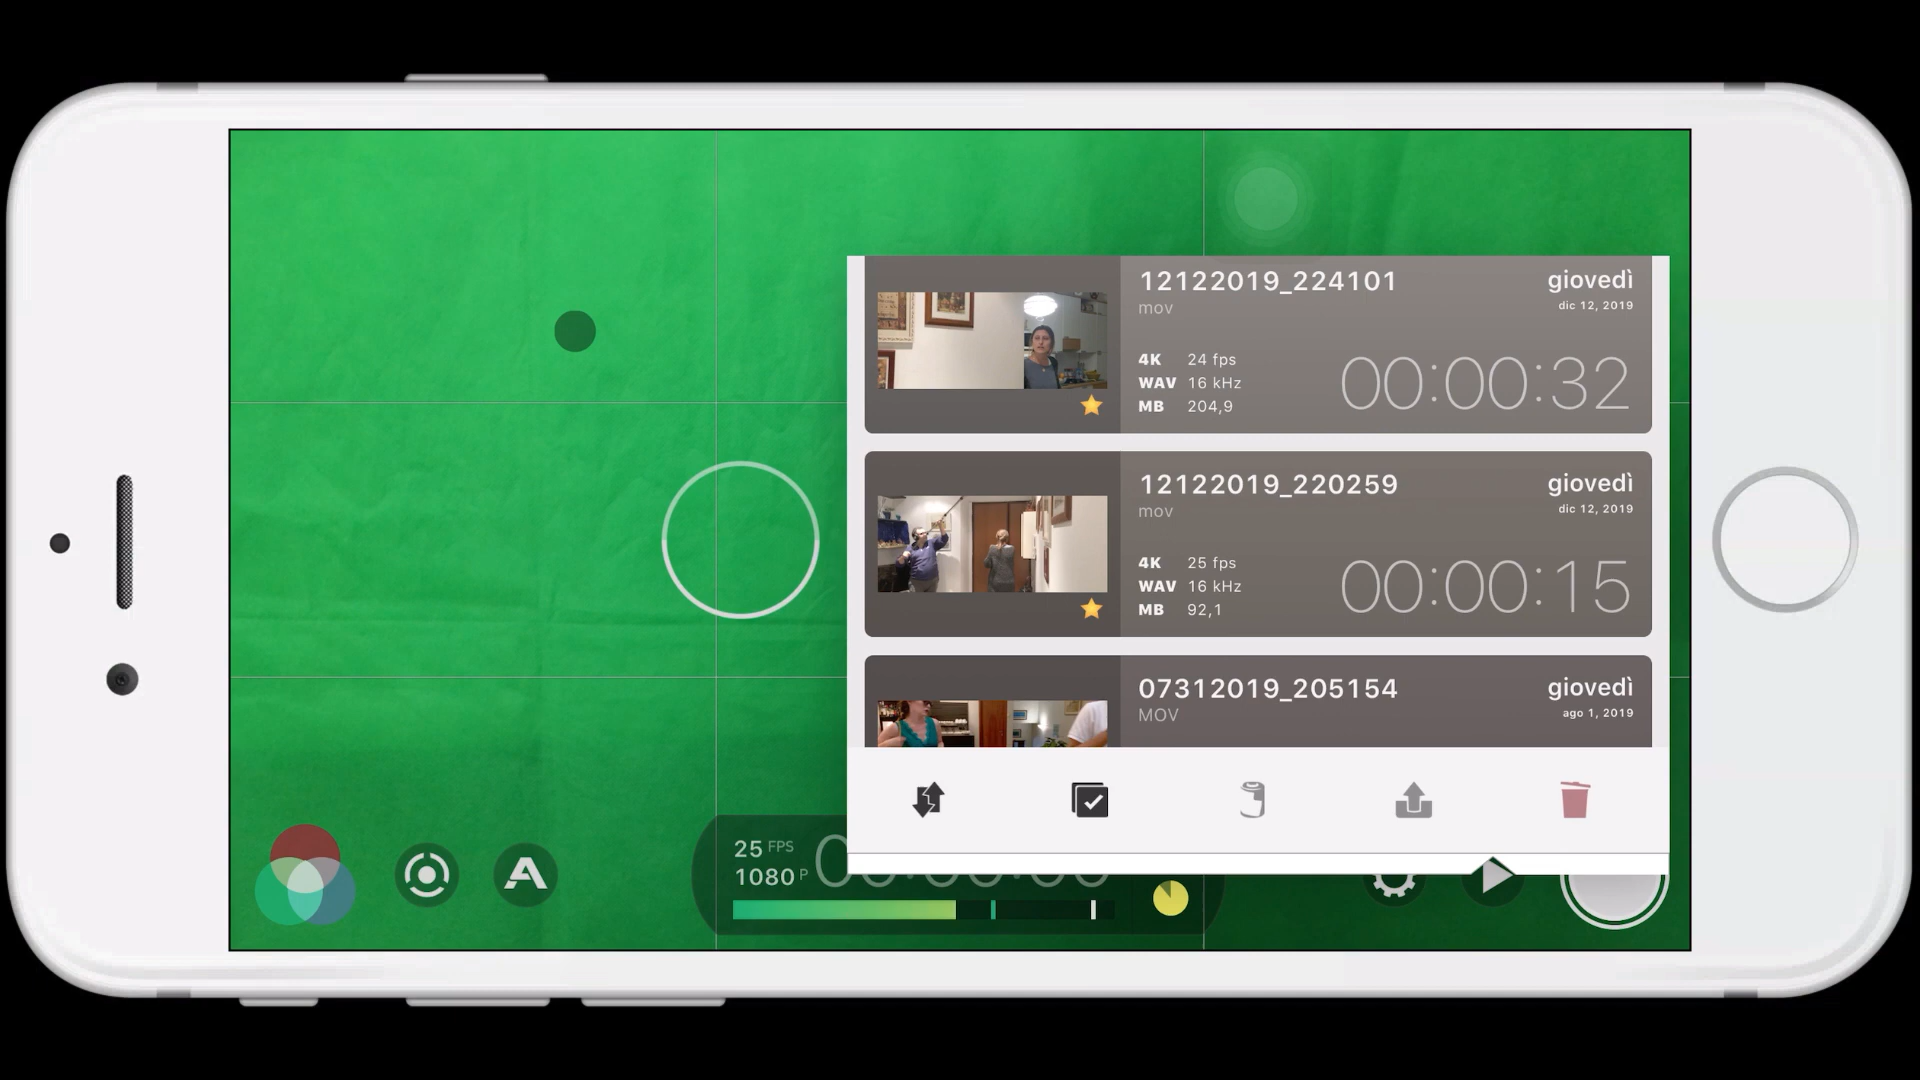 12122019_224101
giovedì
mov
dic 12, 2019
4K 24 fps
WAV 16 kHz
MB 204,9
00:00:32
12122019_220259
giovedì
mov
dic 12, 2019
4K 25 fps
WAV 16 kHz
MB 92,1
00:00:15
07312019_205154
giovedì
MOV
ago 1, 2019
25 FPS
1080 P
A